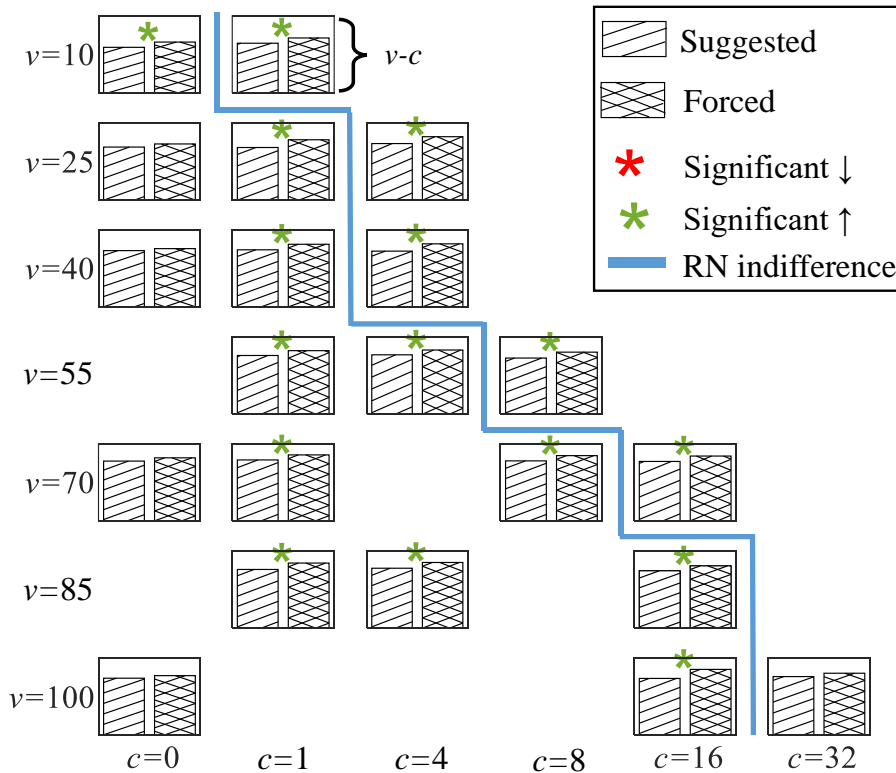 v=10
v-c
Suggested
Forced
Significant ↓
Significant ↑
RN indifference
v=25
v=40
v=55
v=70
v=85
v=100
c=0
c=1
c=4
c=8
c=16
c=32